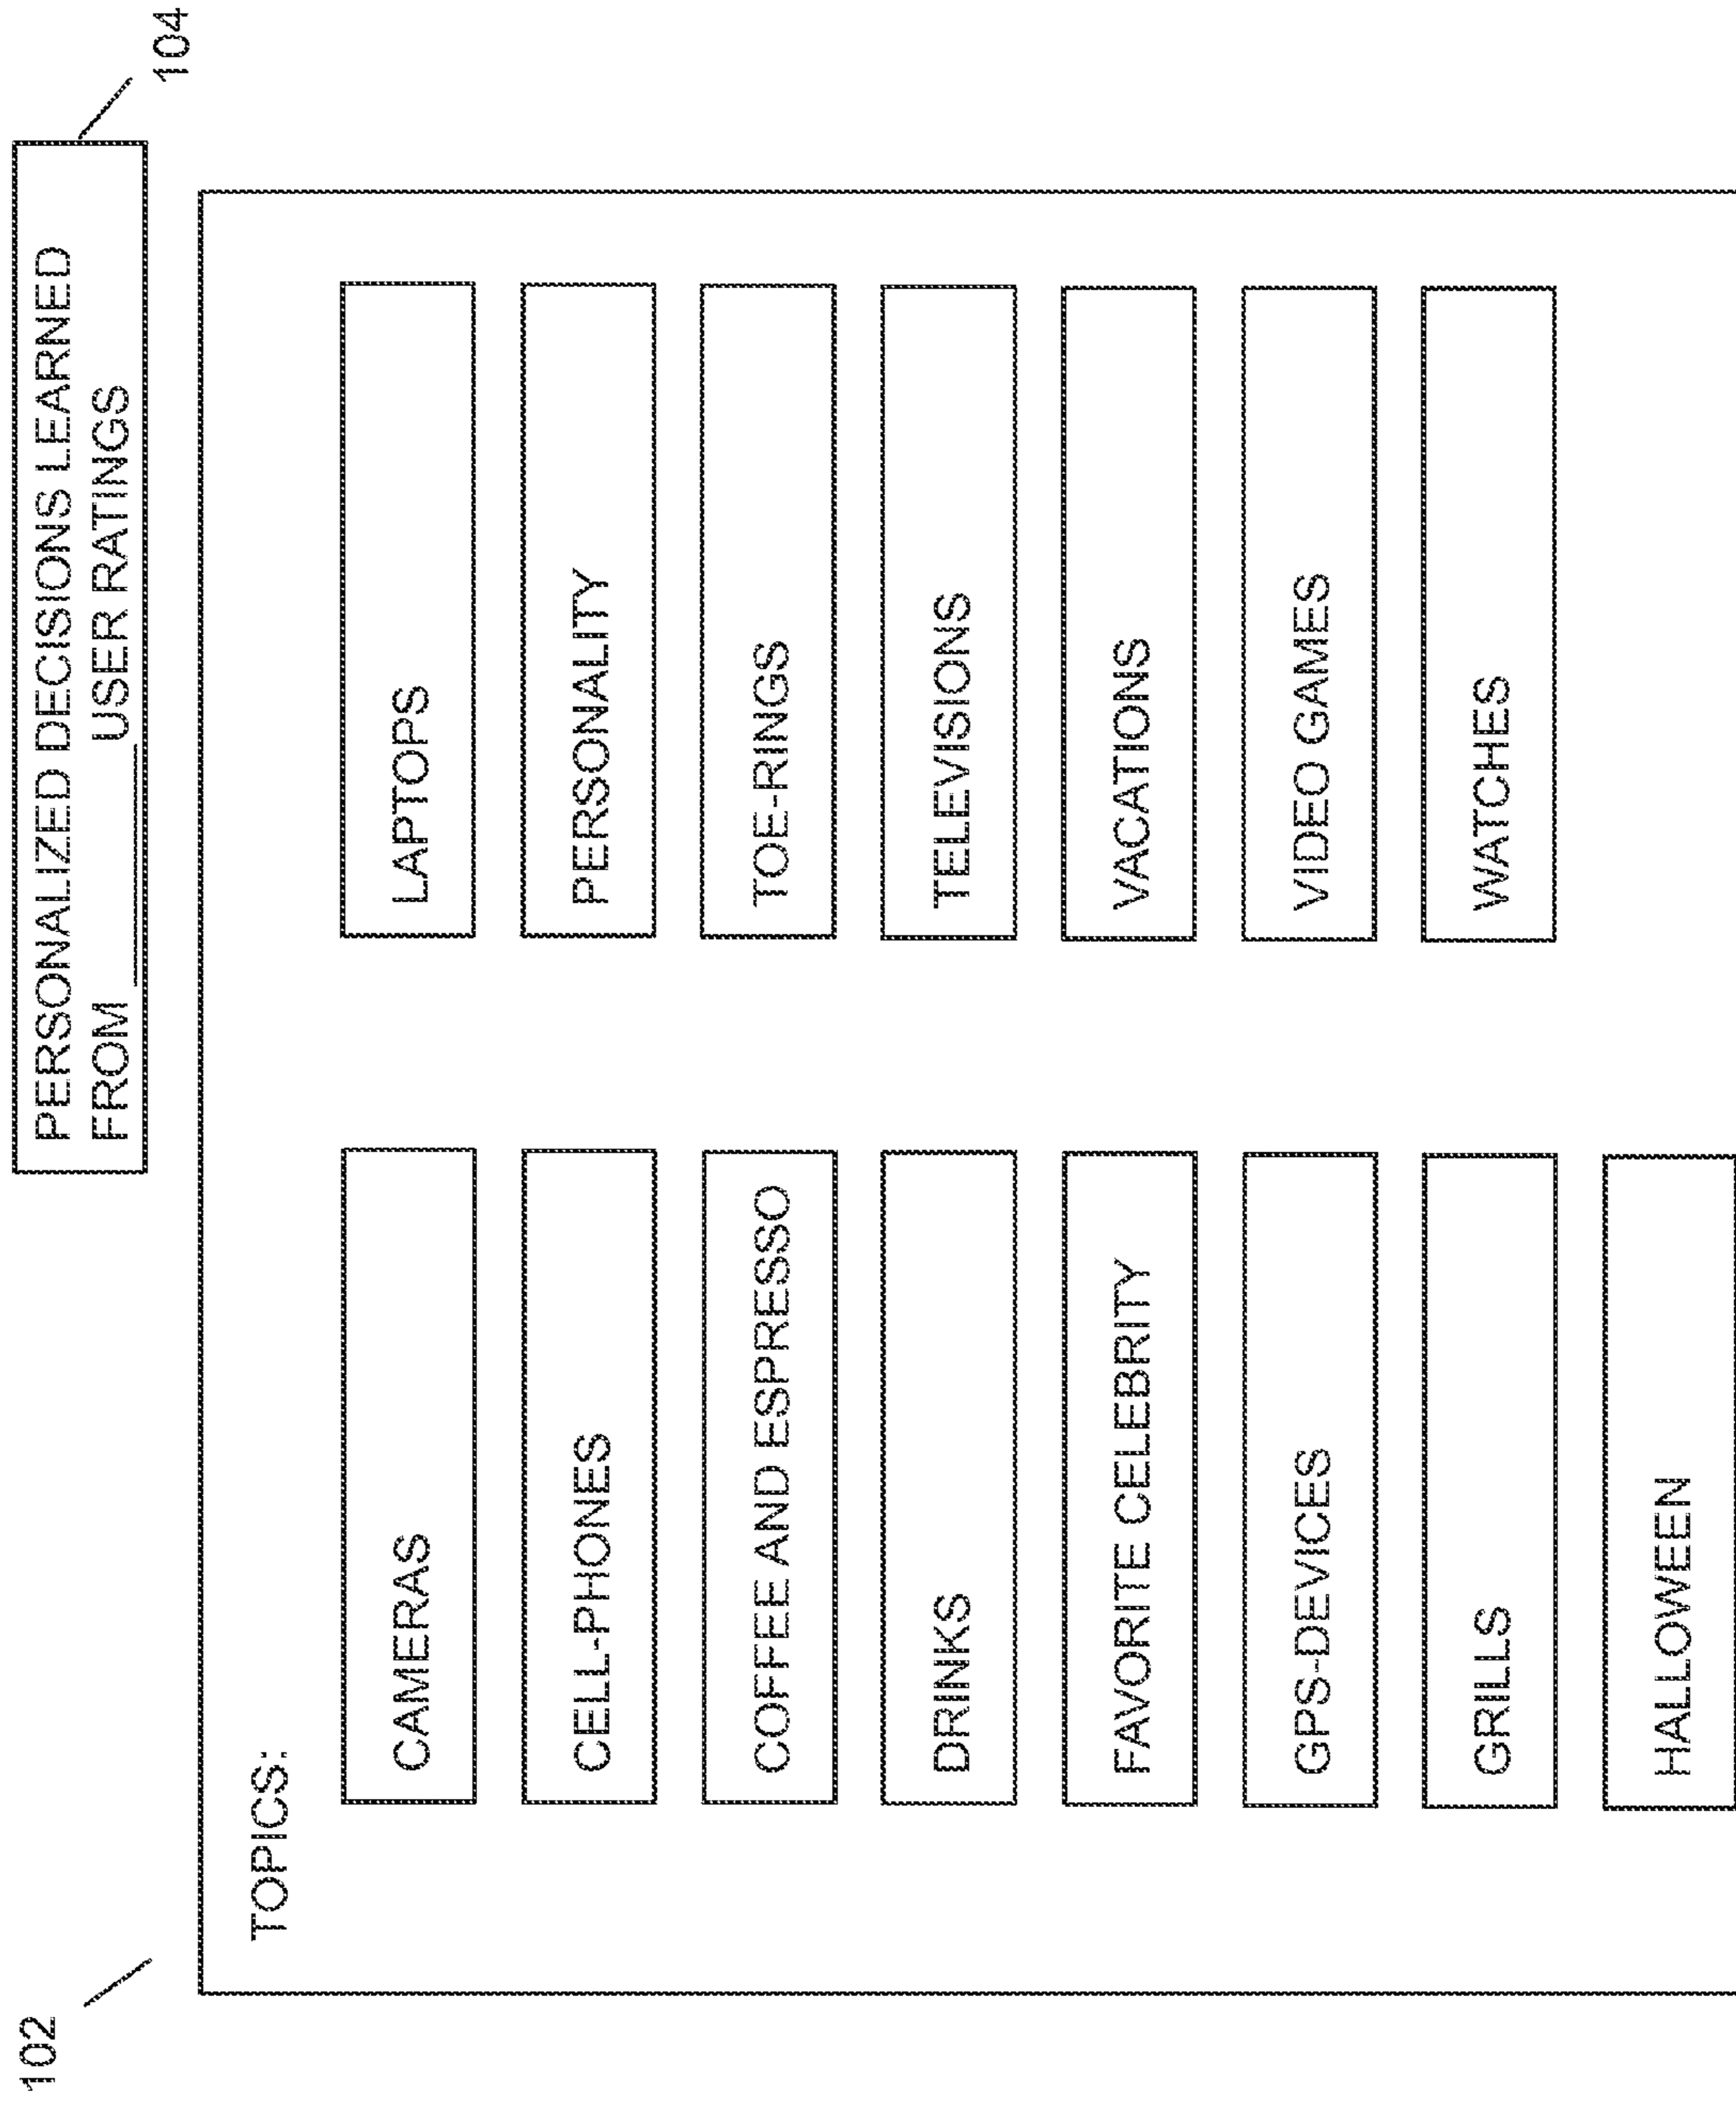 102
PERSONALIZED DECISIONS LEARNED
FROM ______ USER RATINGS
104
TOPICS:
CAMERAS
CELL-PHONES
COFFEE AND ESPRESSO
DRINKS
FAVORITE CELEBRITY
GPS-DEVICES
GRILLS
HALLOWEEN
LAPTOPS
PERSONALITY
TOE-RINGS
TELEVISIONS
VACATIONS
VIDEO GAMES
WATCHES